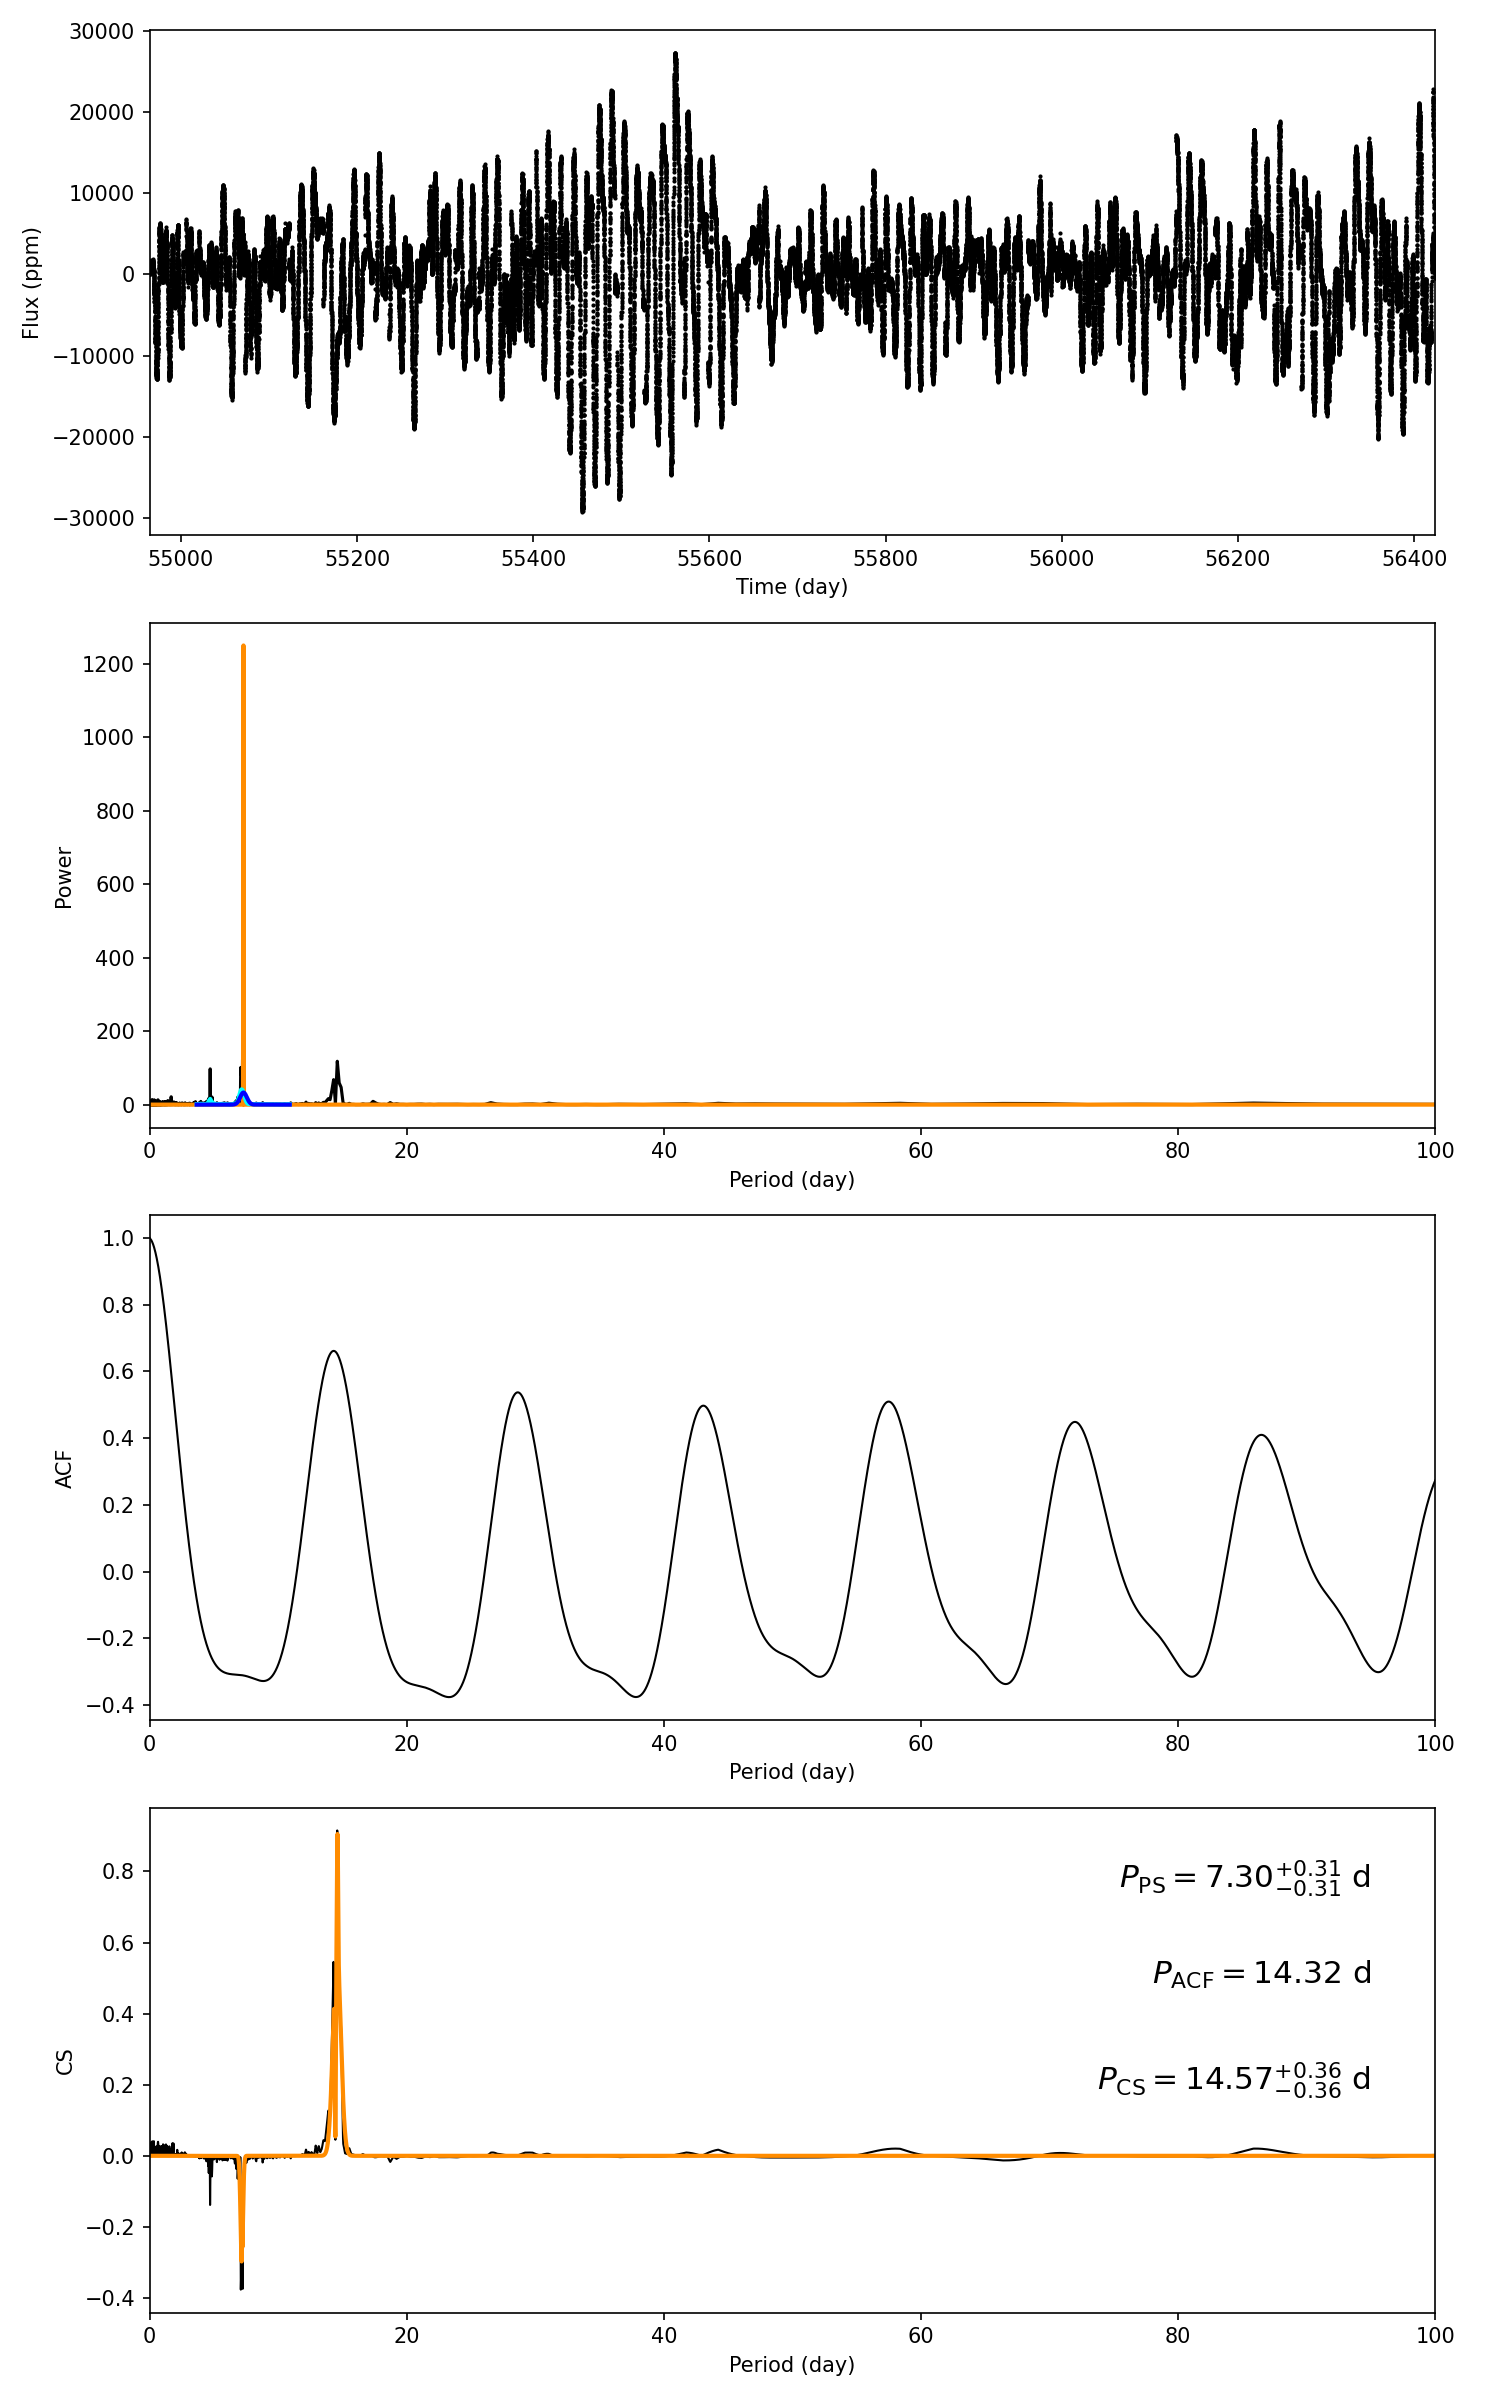 30000
20000
10000
0
−10000
−20000
−30000
Flux (ppm)
55000 55200 55400 55600 55800 56000 56200 56400
Time (day)
1200
1000
800
600
400
200
0
Power
0 20 40 60 80 100
Period (day)
1.0
0.8
0.6
0.4
0.2
0.0
−0.2
−0.4
ACF
0 20 40 60 80 100
Period (day)
0.8
0.6
0.4
0.2
0.0
−0.2
−0.4
CS
P_PS = 7.30^{+0.31}_{−0.31} d
P_ACF = 14.32 d
P_CS = 14.57^{+0.36}_{−0.36} d
0 20 40 60 80 100
Period (day)